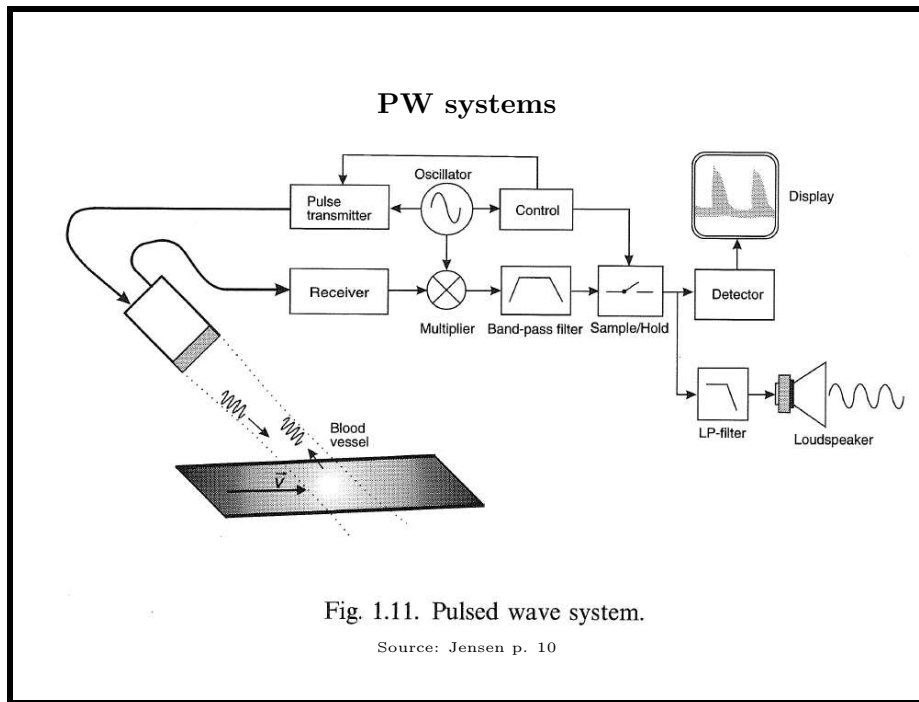 PW systems
Oscillator
Pulse
transmitter
Control
Display
Receiver
Multiplier
Band-pass filter
Sample/Hold
Detector
LP-filter
Loudspeaker
Blood
vessel
v
Fig. 1.11. Pulsed wave system.
Source: Jensen p. 10